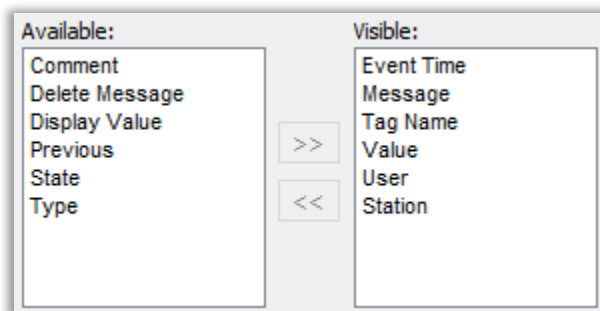 Available:
Comment
Delete Message
Display Value
Previous
State
Type
>>
<<
Visible:
Event Time
Message
Tag Name
Value
User
Station